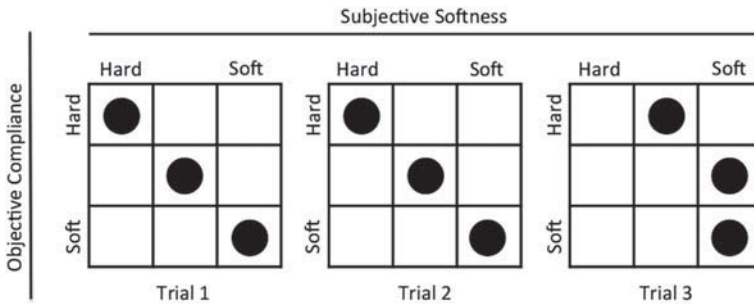 Subjective Softness
Hard Soft Hard Soft Hard Soft
Objective Compliance
Hard
Soft
Hard
Soft
Hard
Soft
Trial 1 Trial 2 Trial 3